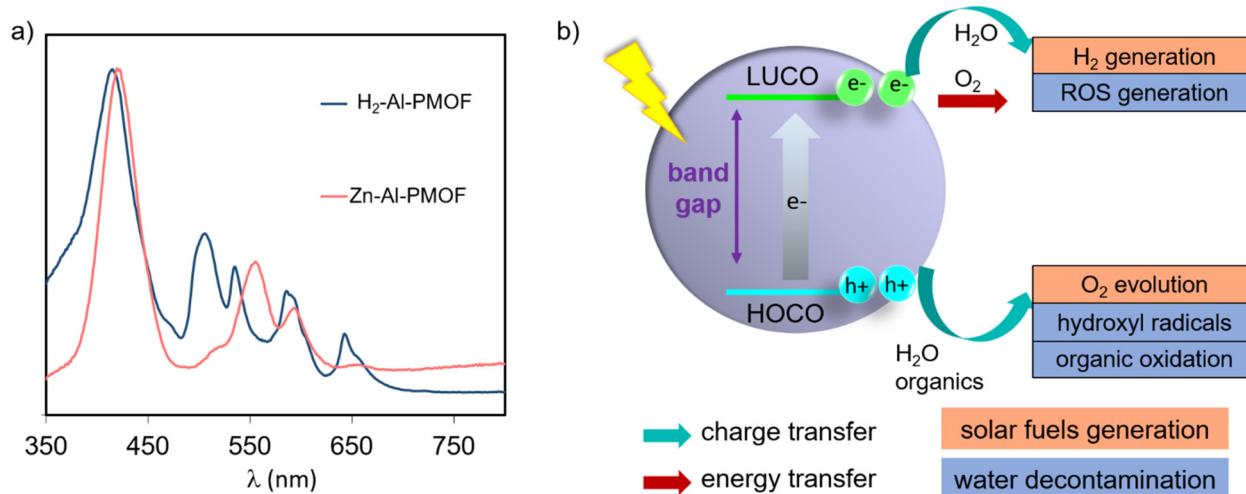 a)
H₂-Al-PMOF
Zn-Al-PMOF
350 450 550 650 750
λ (nm)
b)
LUCO
e- e-
H₂O
O₂
H₂ generation
ROS generation
band
gap
e-
h+ h+
HOCO
H₂O
organics
O₂ evolution
hydroxyl radicals
organic oxidation
charge transfer
energy transfer
solar fuels generation
water decontamination